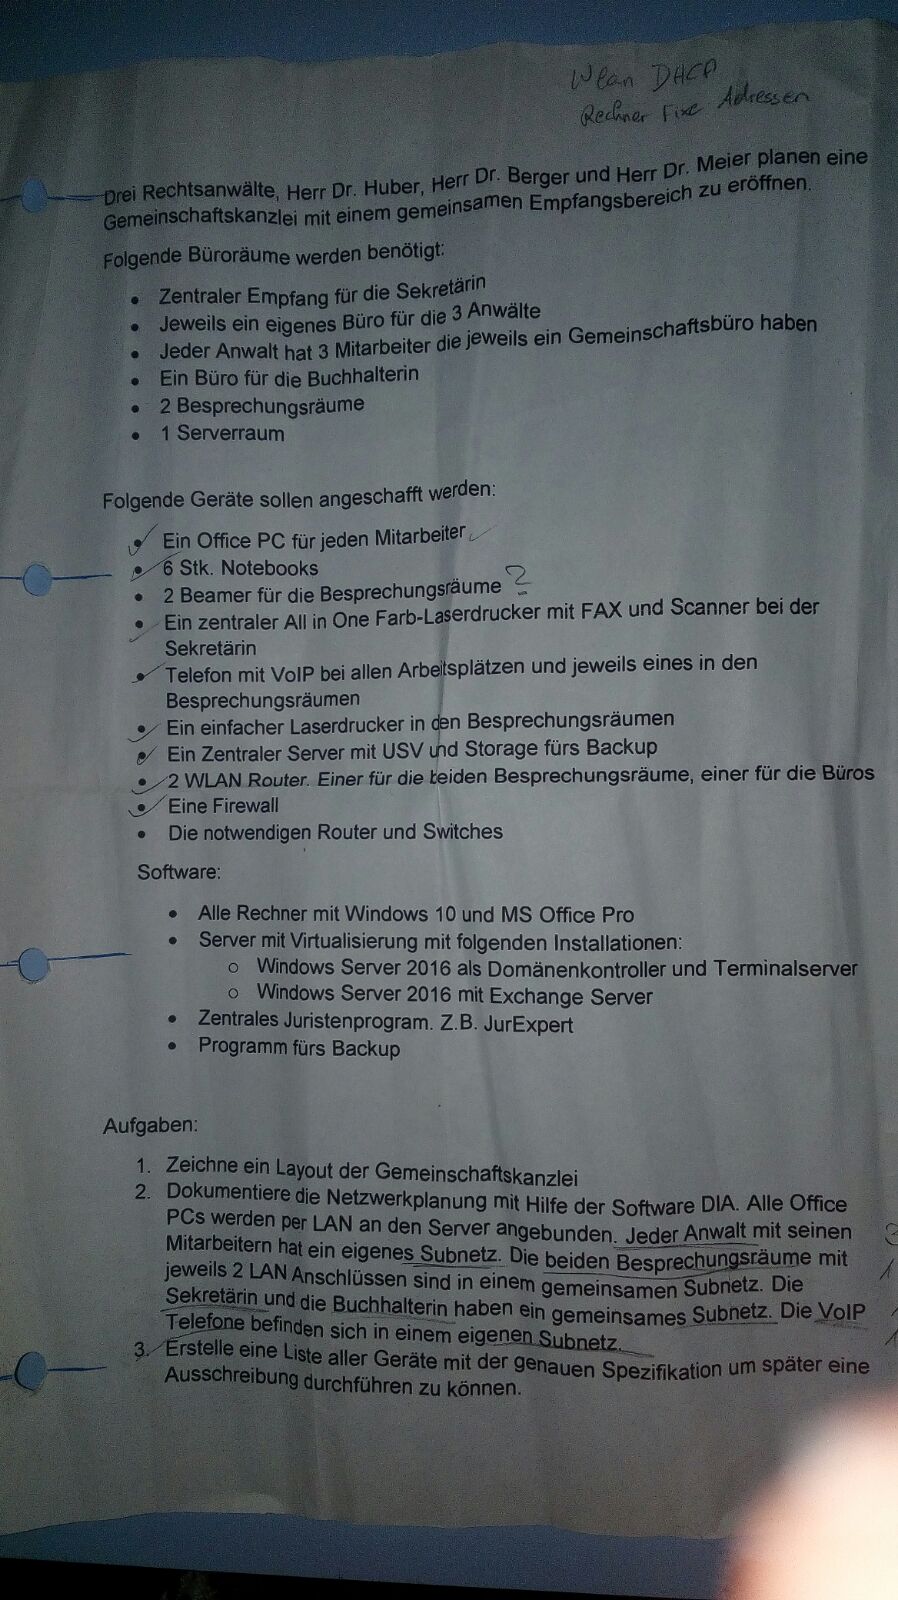 Wlan DHCP
Rechner Fixe Adressen
Drei Rechtsanwälte, Herr Dr. Huber, Herr Dr. Berger und Herr Dr. Meier planen eine
Gemeinschaftskanzlei mit einem gemeinsamen Empfangsbereich zu eröffnen.
Folgende Büroräume werden benötigt:
• Zentraler Empfang für die Sekretärin
• Jeweils ein eigenes Büro für die 3 Anwälte
• Jeder Anwalt hat 3 Mitarbeiter die jeweils ein Gemeinschaftsbüro haben
• Ein Büro für die Buchhalterin
• 2 Besprechungsräume
• 1 Serverraum
Folgende Geräte sollen angeschafft werden:
• Ein Office PC für jeden Mitarbeiter
• 6 Stk. Notebooks
• 2 Beamer für die Besprechungsräume ?
• Ein zentraler All in One Farb-Laserdrucker mit FAX und Scanner bei der
Sekretärin
• Telefon mit VoIP bei allen Arbeitsplätzen und jeweils eines in den
Besprechungsräumen
• Ein einfacher Laserdrucker in den Besprechungsräumen
• Ein Zentraler Server mit USV und Storage fürs Backup
• 2 WLAN Router. Einer für die beiden Besprechungsräume, einer für die Büros
• Eine Firewall
• Die notwendigen Router und Switches
Software:
• Alle Rechner mit Windows 10 und MS Office Pro
• Server mit Virtualisierung mit folgenden Installationen:
o Windows Server 2016 als Domänenkontroller und Terminalserver
o Windows Server 2016 mit Exchange Server
• Zentrales Juristenprogram. Z.B. JurExpert
• Programm fürs Backup
Aufgaben:
1. Zeichne ein Layout der Gemeinschaftskanzlei
2. Dokumentiere die Netzwerkplanung mit Hilfe der Software DIA. Alle Office
PCs werden per LAN an den Server angebunden. Jeder Anwalt mit seinen
Mitarbeitern hat ein eigenes Subnetz. Die beiden Besprechungsräume mit
jeweils 2 LAN Anschlüssen sind in einem gemeinsamen Subnetz. Die
Sekretärin und die Buchhalterin haben ein gemeinsames Subnetz. Die VoIP
Telefone befinden sich in einem eigenen Subnetz.
3. Erstelle eine Liste aller Geräte mit der genauen Spezifikation um später eine
Ausschreibung durchführen zu können.